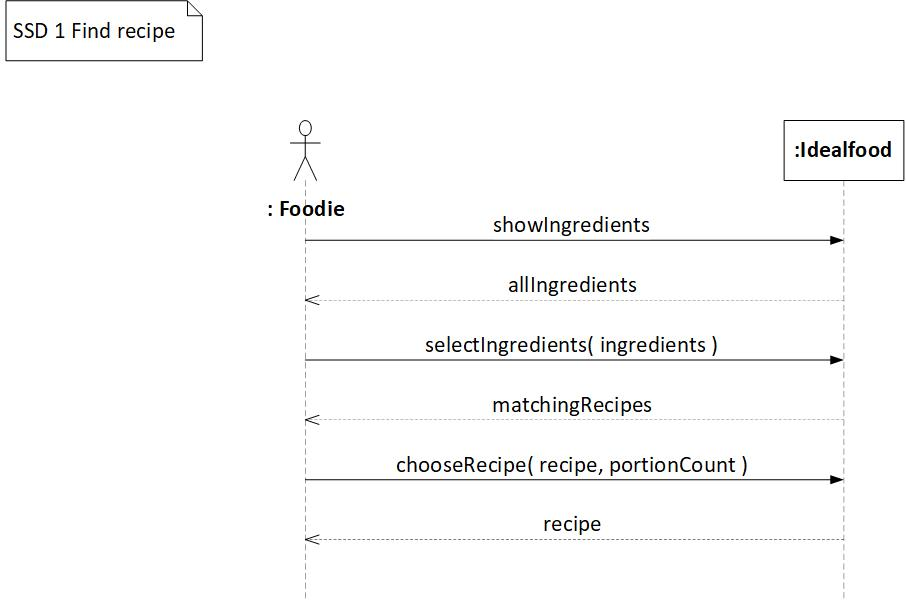 SSD 1 Find recipe
:Idealfood
: Foodie
showIngredients
allIngredients
selectIngredients( ingredients )
matchingRecipes
chooseRecipe( recipe, portionCount )
recipe